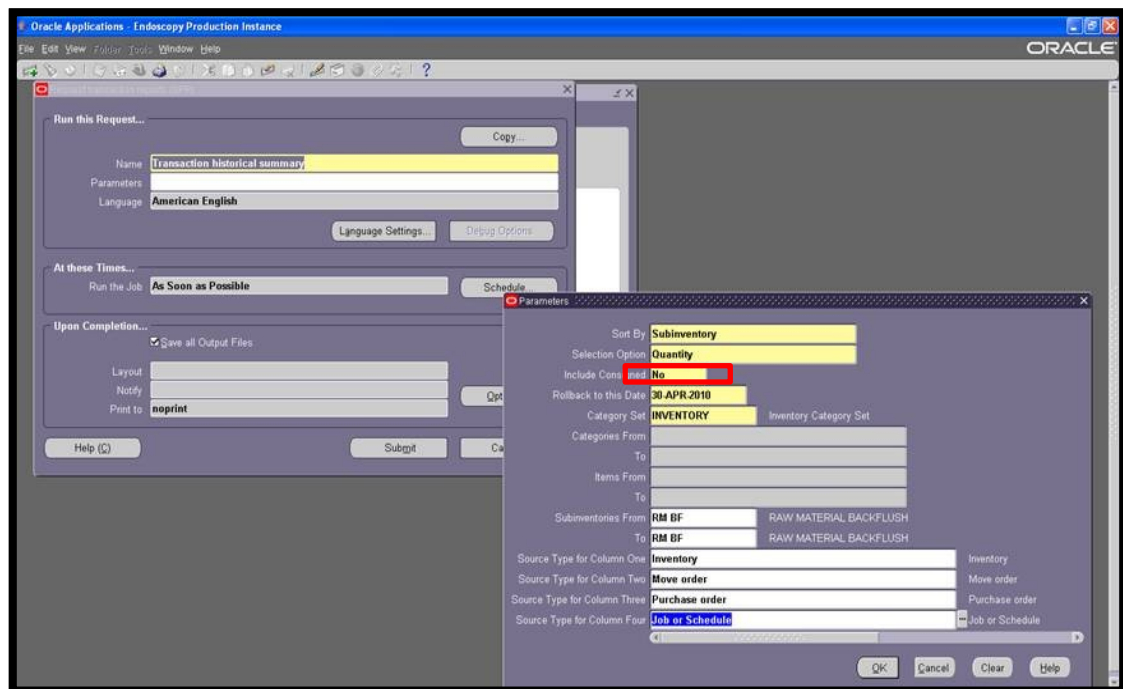 Oracle Applications - Endoscopy Production Instance
File Edit View Folder Tools Window Help
ORACLE
Run this Request...
Copy...
Name Transaction historical summary
Parameters
Language American English
Language Settings... Debug Options
At these Times...
Run the Job As Soon as Possible Schedule...
Upon Completion...
Save all Output Files
Layout
Notify
Print to noprint
Opt
Help (C) Submit Ca
Parameters
Sort By Subinventory
Selection Option Quantity
Include Consigned No
Rollback to this Date 30-APR-2010
Category Set INVENTORY Inventory Category Set
Categories From
To
Items From
To
Subinventories From RM BF RAW MATERIAL BACKFLUSH
To RM BF RAW MATERIAL BACKFLUSH
Source Type for Column One Inventory Inventory
Source Type for Column Two Move order Move order
Source Type for Column Three Purchase order Purchase order
Source Type for Column Four Job or Schedule Job or Schedule
OK Cancel Clear Help